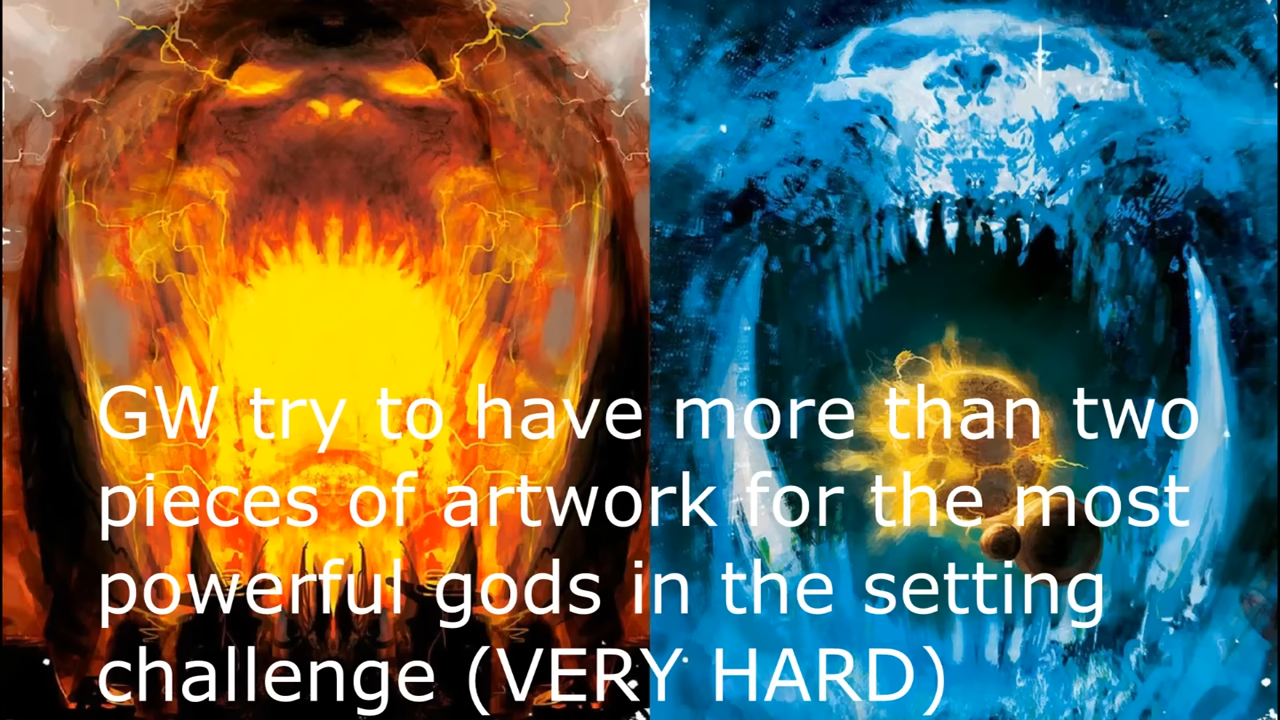 GW try to have more than two
pieces of artwork for the most
powerful gods in the setting
challenge (VERY HARD)